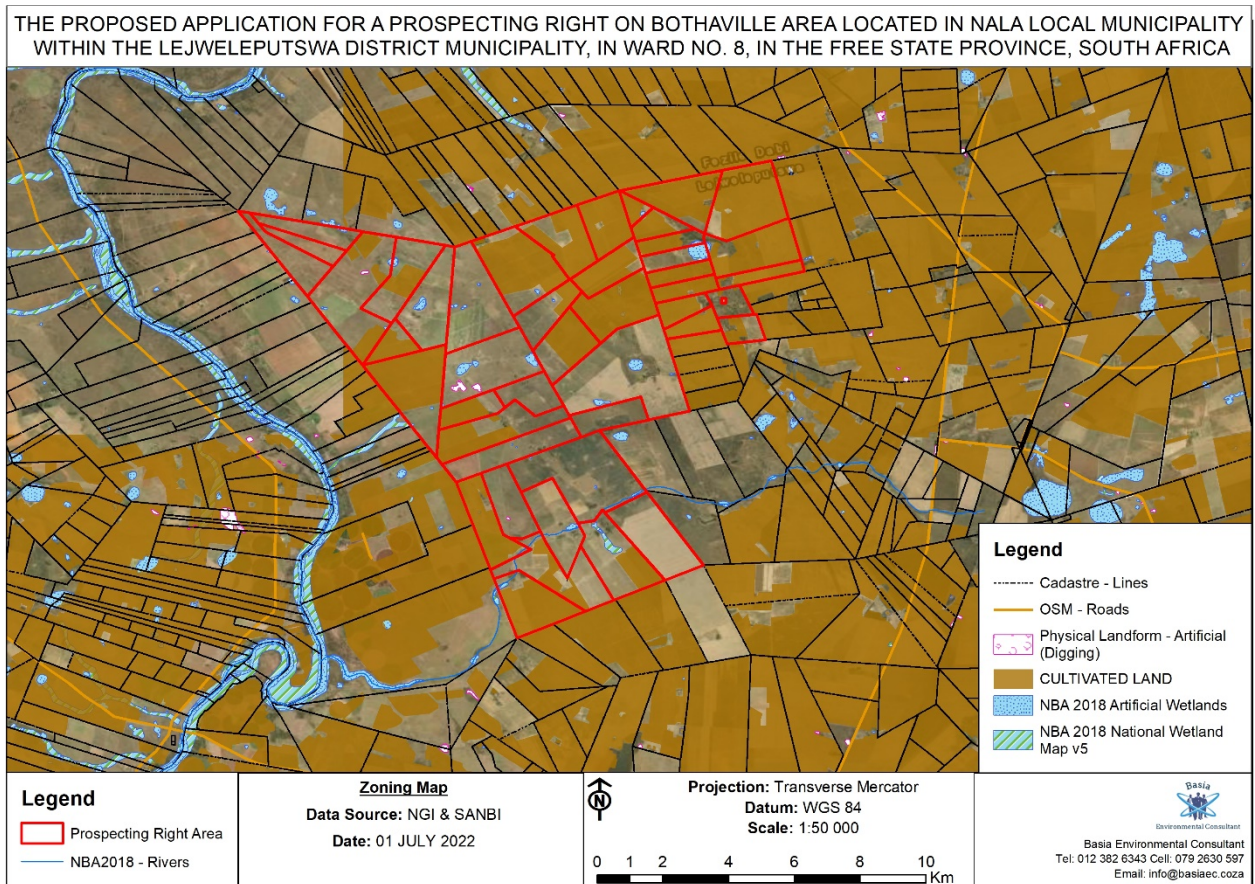 THE PROPOSED APPLICATION FOR A PROSPECTING RIGHT ON BOTHAVILLE AREA LOCATED IN NALA LOCAL MUNICIPALITY
WITHIN THE LEJWELEPUTSWA DISTRICT MUNICIPALITY, IN WARD NO. 8, IN THE FREE STATE PROVINCE, SOUTH AFRICA
Fezile Dabi
Lejweleputswa
Legend
Cadastre - Lines
OSM - Roads
Physical Landform - Artificial
(Digging)
CULTIVATED LAND
NBA 2018 Artificial Wetlands
NBA 2018 National Wetland
Map v5
Legend
Prospecting Right Area
NBA2018 - Rivers
Zoning Map
Data Source: NGI & SANBI
Date: 01 JULY 2022
N
Projection: Transverse Mercator
Datum: WGS 84
Scale: 1:50 000
0 1 2 4 6 8 10
Km
Basia
Environmental Consultant
Basia Environmental Consultant
Tel: 012 382 6343 Cell: 079 2630 597
Email: info@basiaec.coza